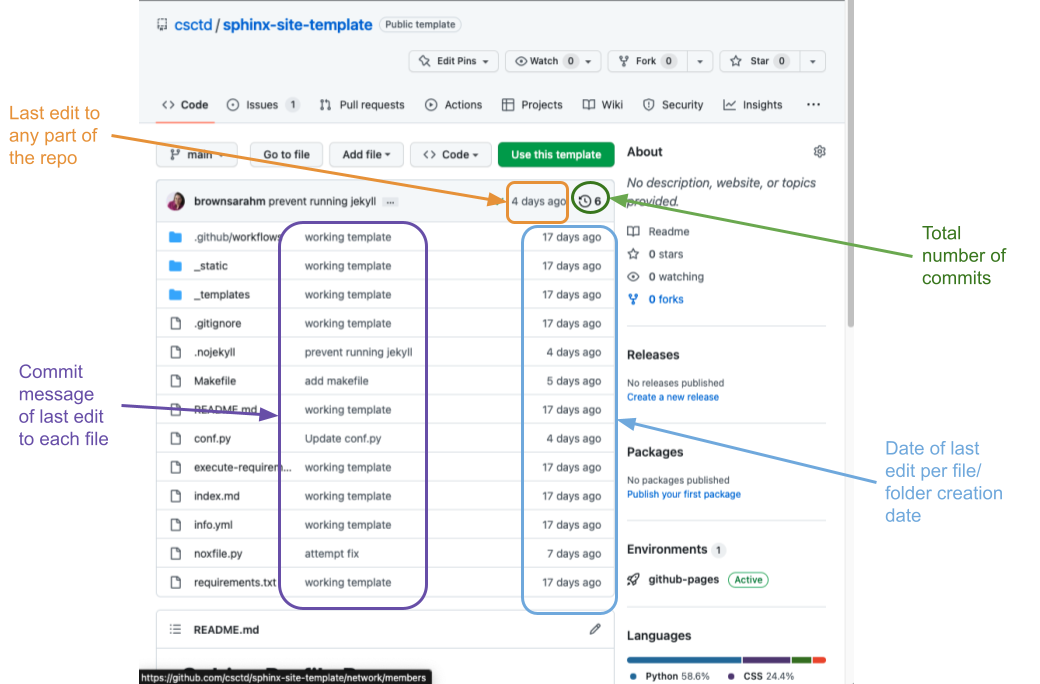 csctd / sphinx-site-template Public template
Edit Pins Watch 0 Fork 0 Star 0
Code Issues 1 Pull requests Actions Projects Wiki Security Insights ...
Last edit to
any part of
the repo
main Go to file Add file Code Use this template
About
No description, website, or topics
provided.
brownsarahm prevent running jekyll ... 4 days ago 6
.github/workflows working template 17 days ago
_static working template 17 days ago
_templates working template 17 days ago
.gitignore working template 17 days ago
.nojekyll prevent running jekyll 4 days ago
Makefile add makefile 5 days ago
README.md working template 17 days ago
conf.py Update conf.py 4 days ago
execute-requirem... working template 17 days ago
index.md working template 17 days ago
info.yml working template 17 days ago
noxfile.py attempt fix 7 days ago
requirements.txt working template 17 days ago
README.md
Readme
0 stars
0 watching
0 forks
Releases
No releases published
Create a new release
Packages
No packages published
Publish your first package
Environments 1
github-pages Active
Languages
Python 58.6% CSS 24.4%
Total
number of
commits
Commit
message
of last edit
to each file
Date of last
edit per file/
folder creation
date
https://github.com/csctd/sphinx-site-template/network/members